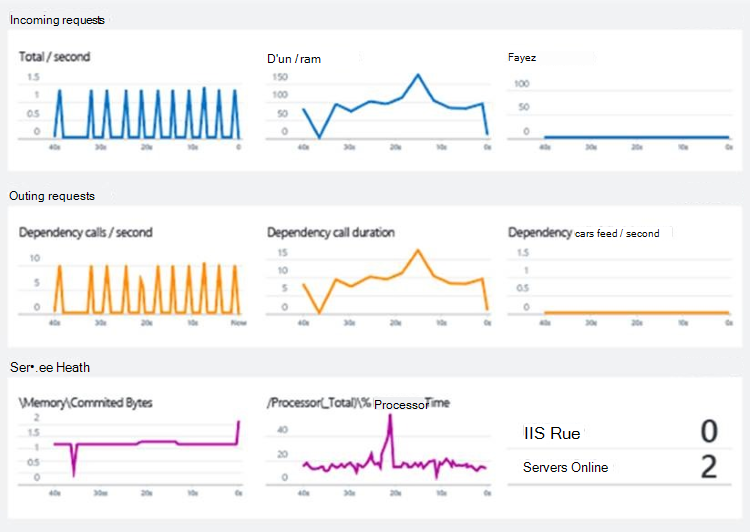 Incoming requests
Total / second
1.5
1
0.5
0
40s 30s 20s 10s 0
D'un / ram
150
100
50
0
40s 30s 20s 10s 0s
Fayez
100
50
0
40s 30s 20s 10s 0s
Outing requests
Dependency calls / second
10
5
0
40s 30s 20s 10s Now
Dependency call duration
15
10
5
0
40s 30s 20s 10s 0s
Dependency cars feed / second
1.5
1
0.5
0
40s 30s 20s 10s 0s
Ser•.ee Heath
\Memory\Commited Bytes
2
1.5
1
0.5
0
40s 30s 20s 10s 0s
/Processor(_Total)\% Processor Time
40
20
0
40s 30s 20s 10s 0s
IIS Rue 0
Servers Online 2